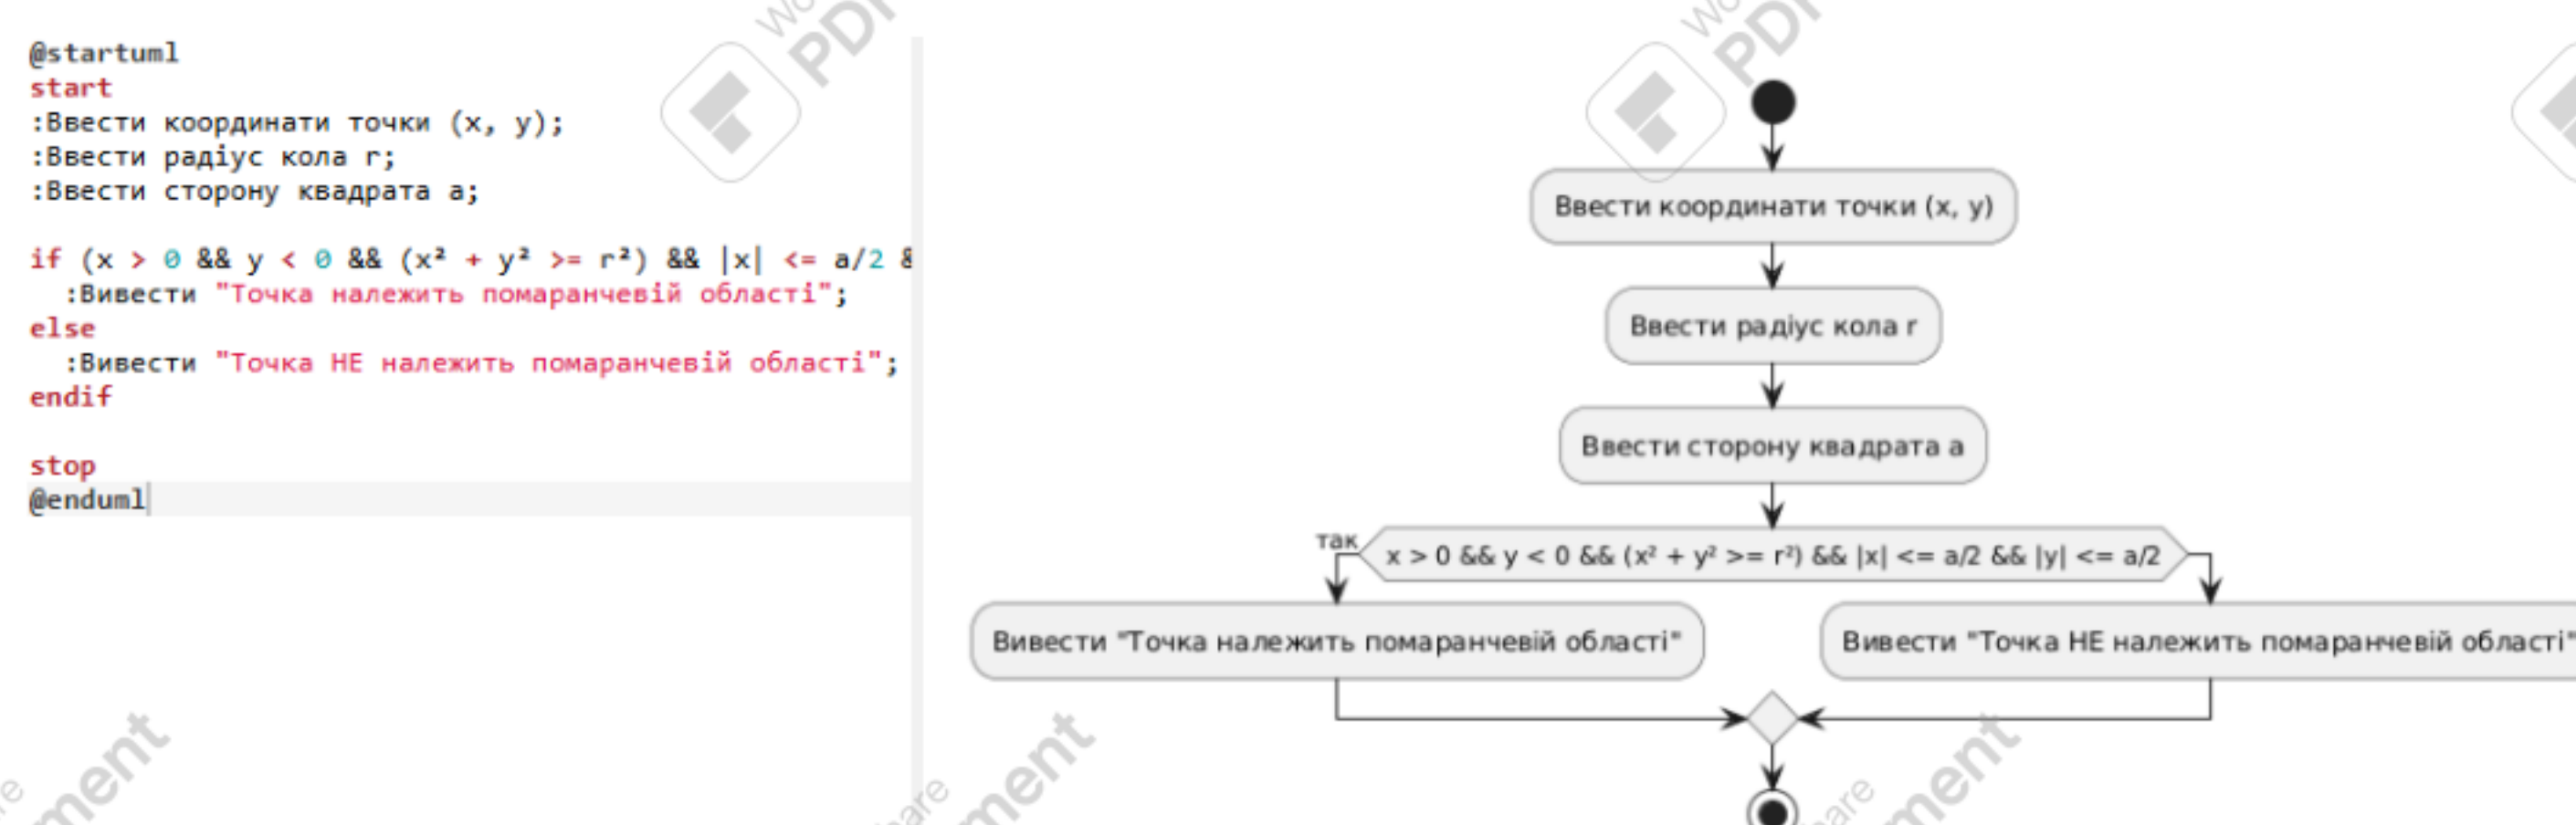 @startuml
start
:Ввести координати точки (x, y);
:Ввести радіус кола r;
:Ввести сторону квадрата a;
if (x > 0 && y < 0 && (x² + y² >= r²) && |x| <= a/2 &
:Вивести "Точка належить помаранчевій області";
else
:Вивести "Точка НЕ належить помаранчевій області";
endif
stop
@enduml
Ввести координати точки (x, y)
Ввести радіус кола r
Ввести сторону квадрата a
так
x > 0 && y < 0 && (x² + y² >= r²) && |x| <= a/2 && |y| <= a/2
Вивести "Точка належить помаранчевій області"
Вивести "Точка НЕ належить помаранчевій області"